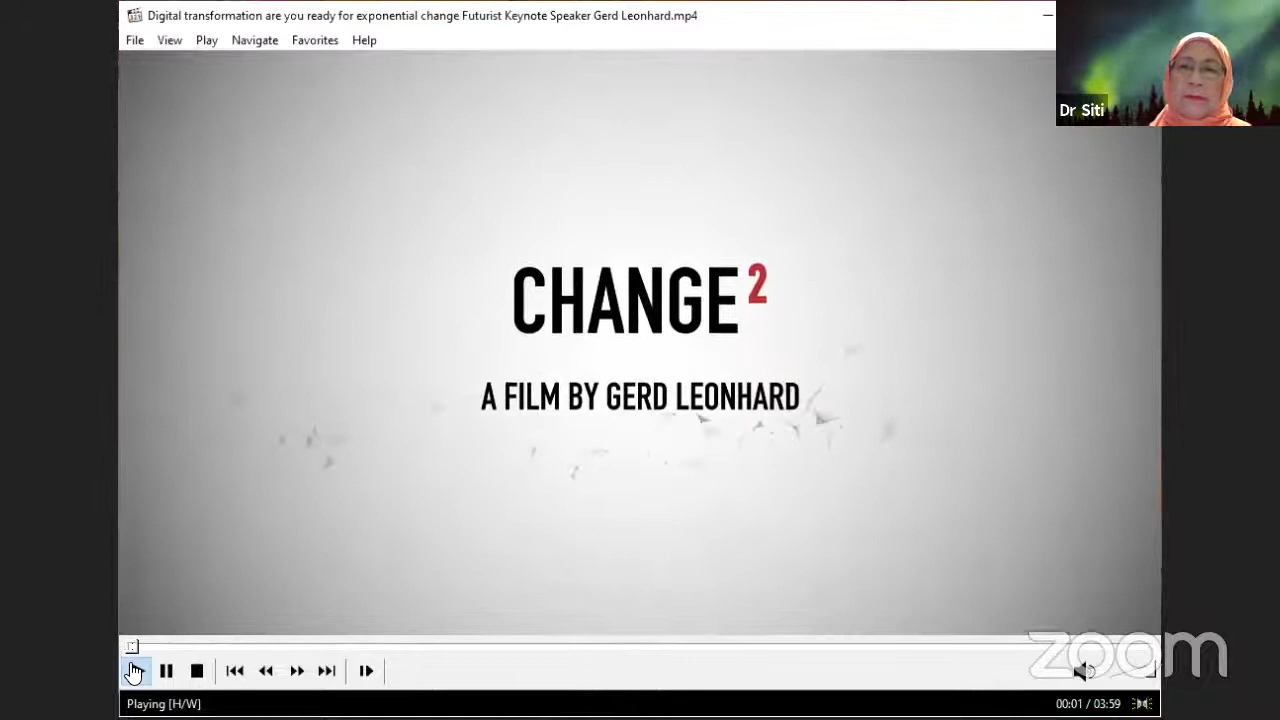 Digital transformation are you ready for exponential change Futurist Keynote Speaker Gerd Leonhard.mp4
File View Play Navigate Favorites Help
Dr Siti
CHANGE²
A FILM BY GERD LEONHARD
zoom
Playing [H/W]
00:01 / 03:59